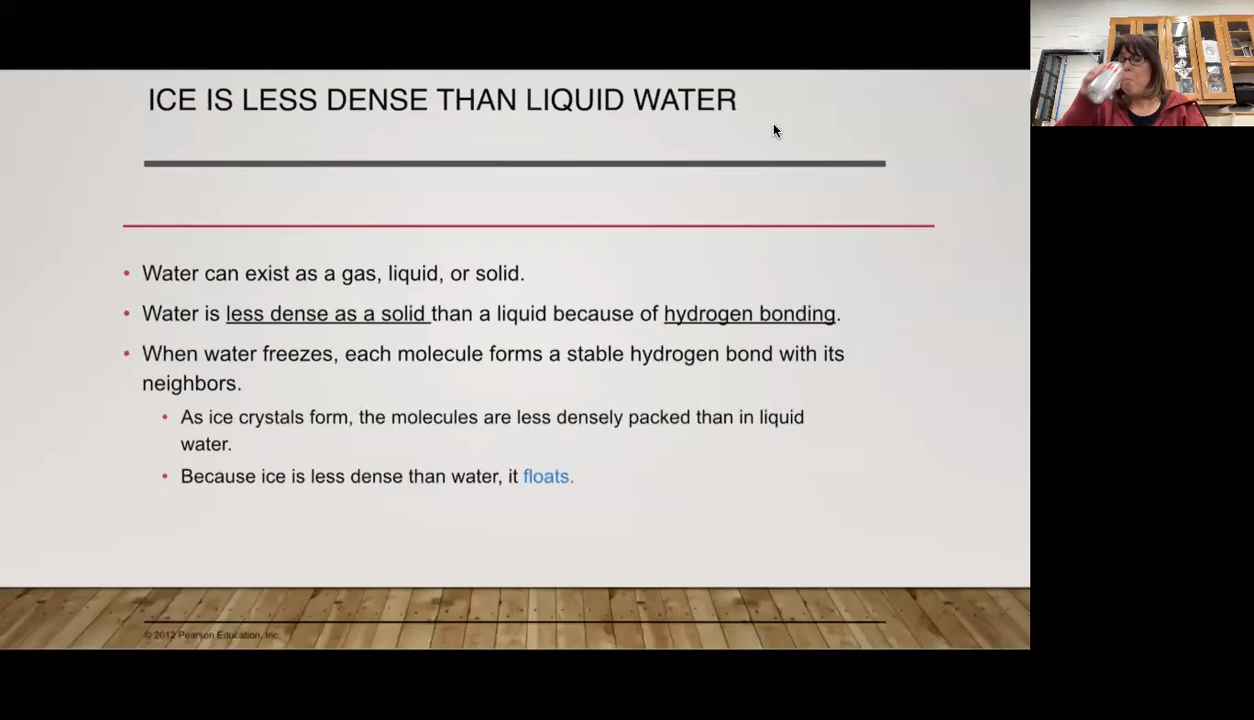 ICE IS LESS DENSE THAN LIQUID WATER
• Water can exist as a gas, liquid, or solid.
• Water is less dense as a solid than a liquid because of hydrogen bonding.
• When water freezes, each molecule forms a stable hydrogen bond with its
neighbors.
• As ice crystals form, the molecules are less densely packed than in liquid
water.
• Because ice is less dense than water, it floats.
© 2012 Pearson Education, Inc.